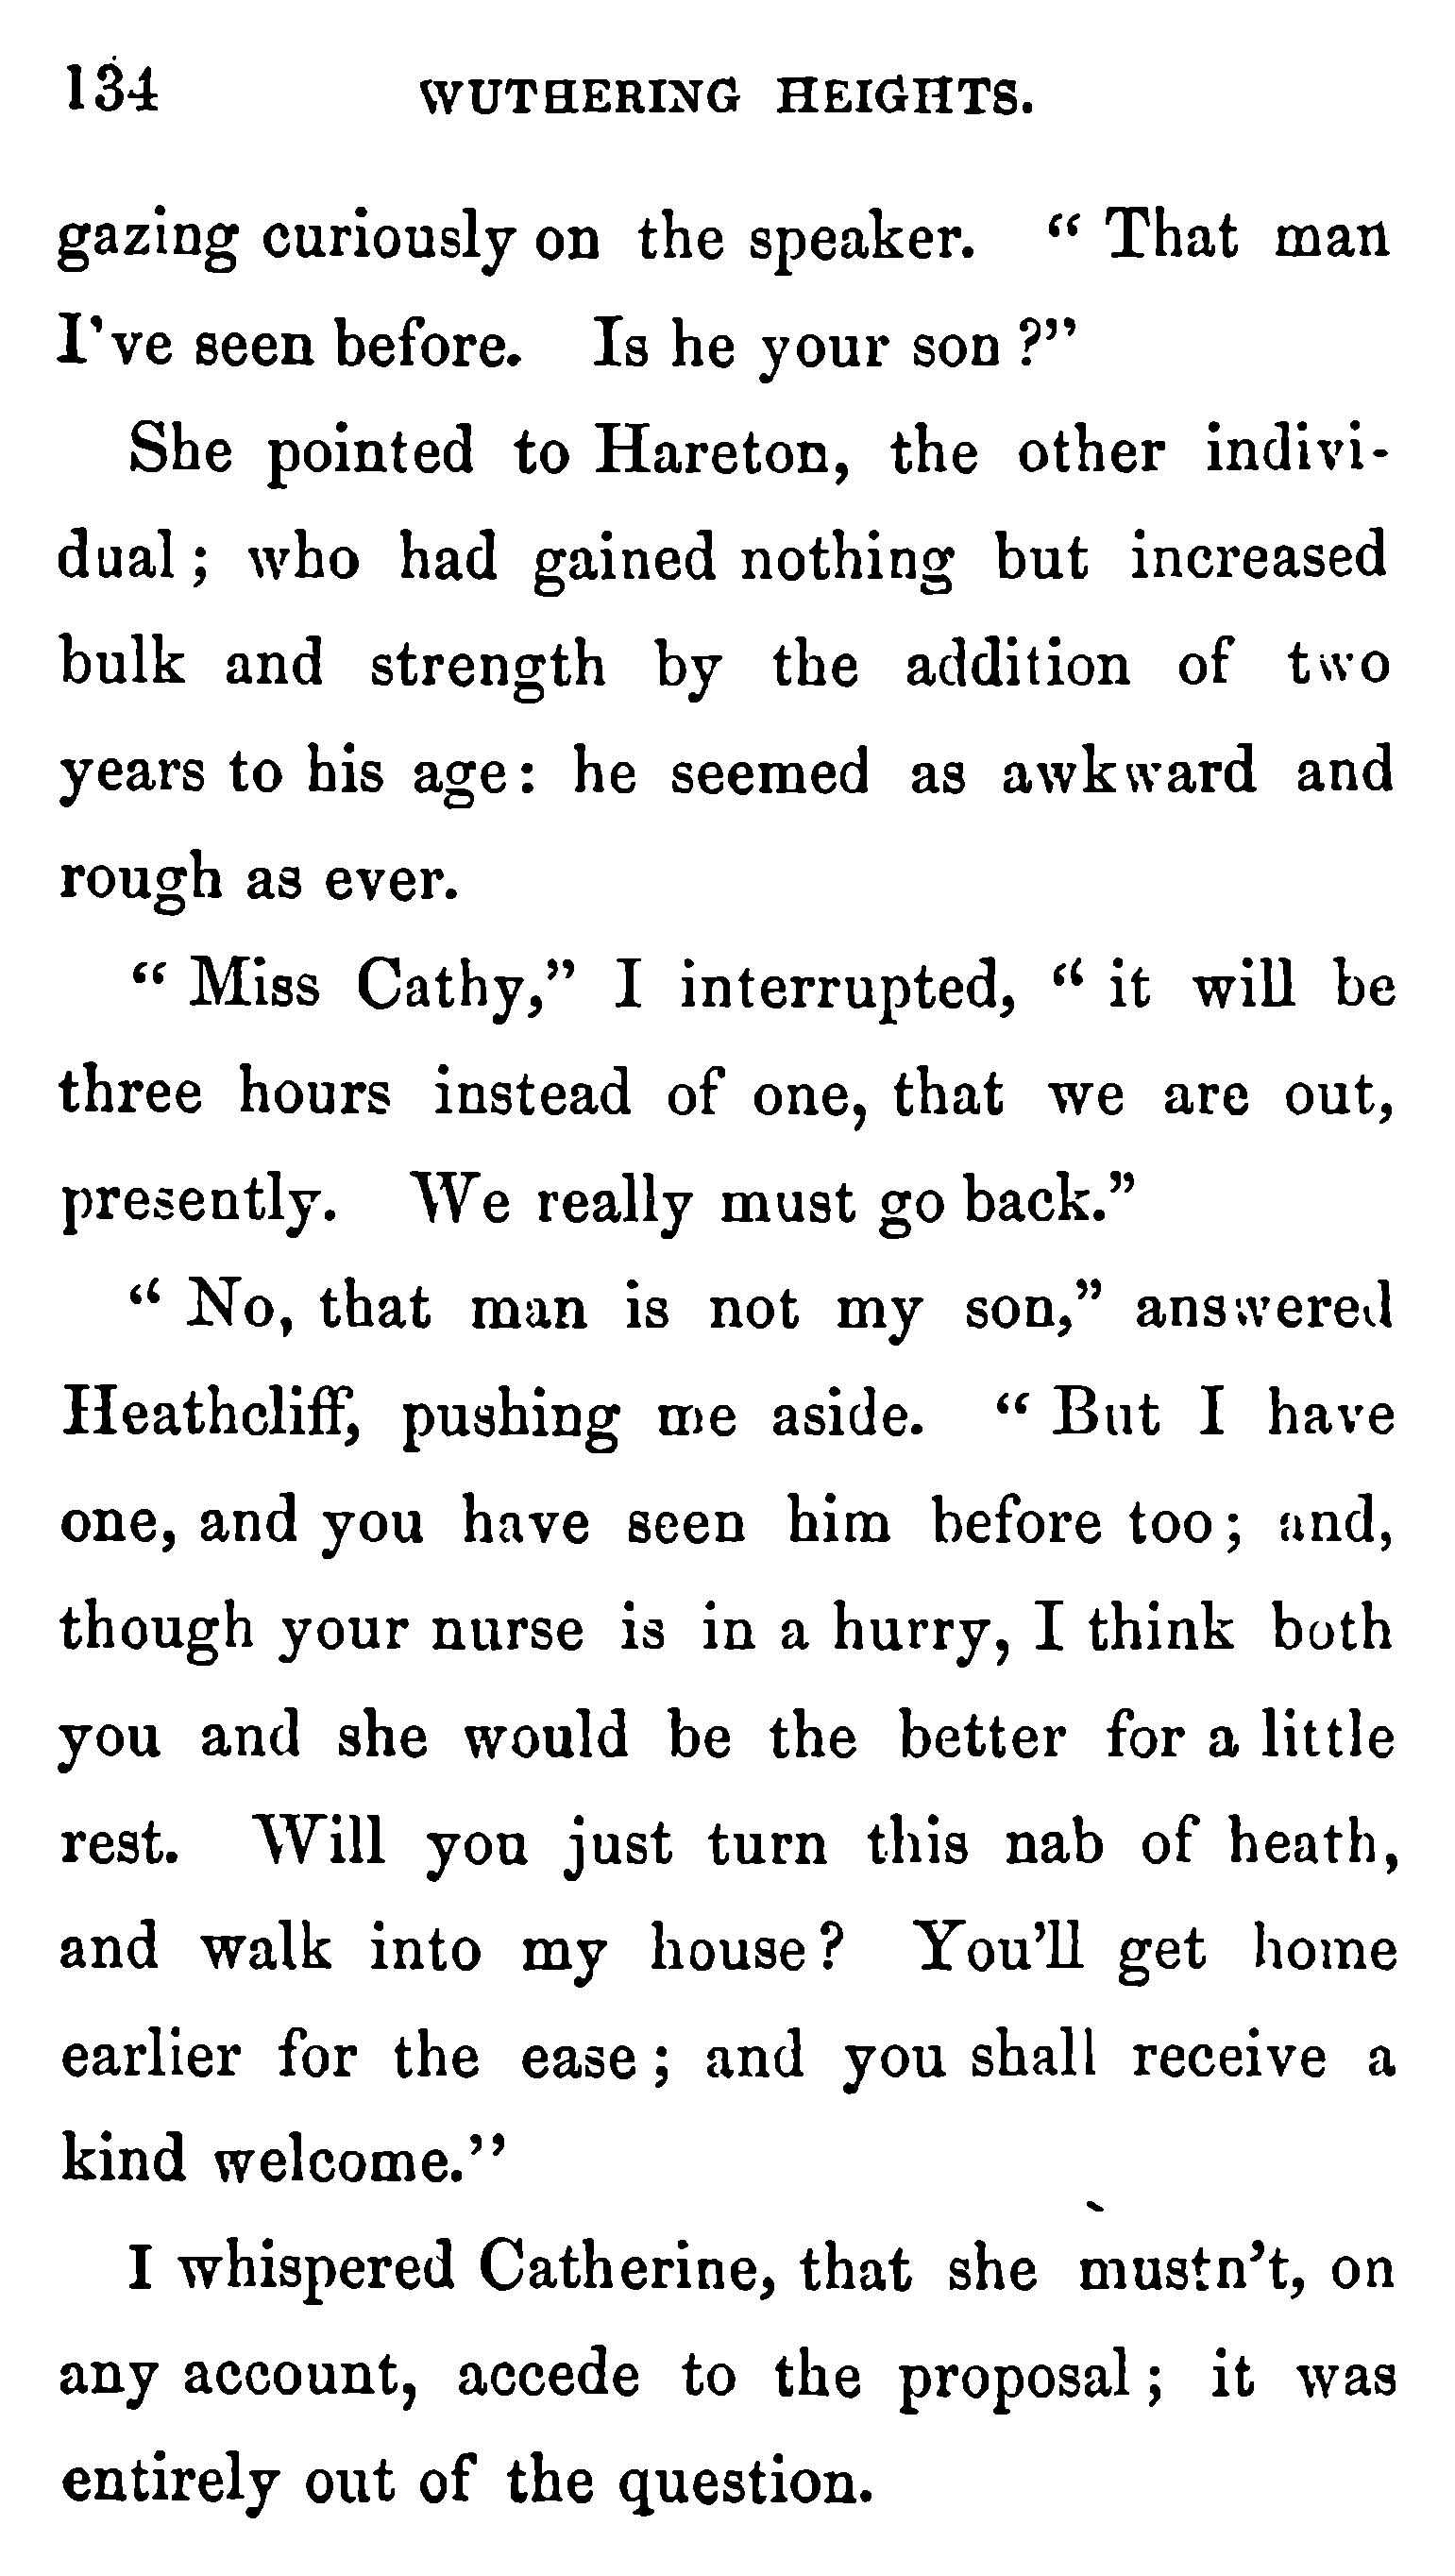 134 WUTHERING HEIGHTS.
gazing curiously on the speaker. “ That man
I've seen before. Is he your son ?”
She pointed to Hareton, the other indivi-
dual ; who had gained nothing but increased
bulk and strength by the addition of two
years to his age : he seemed as awkward and
rough as ever.
“ Miss Cathy,” I interrupted, “ it will be
three hours instead of one, that we are out,
presently. We really must go back.”
“ No, that man is not my son,” answered
Heathcliff, pushing me aside. “ But I have
one, and you have seen him before too ; and,
though your nurse is in a hurry, I think both
you and she would be the better for a little
rest. Will you just turn this nab of heath,
and walk into my house ? You'll get home
earlier for the ease ; and you shall receive a
kind welcome.”
I whispered Catherine, that she mustn't, on
any account, accede to the proposal ; it was
entirely out of the question.